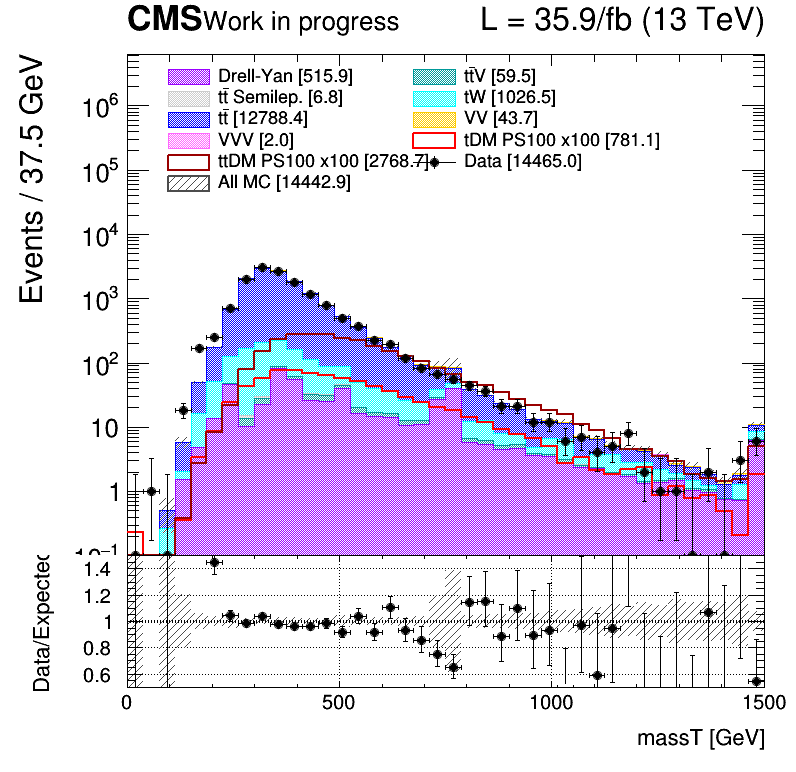 CMS Work in progress L = 35.9/fb (13 TeV)
Events / 37.5 GeV
Drell-Yan [515.9] tt̄V [59.5]
tt̄ Semilep. [6.8] tW [1026.5]
tt̄ [12788.4] VV [43.7]
VVV [2.0] tDM PS100 x100 [781.1]
ttDM PS100 x100 [2768.7] Data [14465.0]
All MC [14442.9]
10⁶
10⁵
10⁴
10³
10²
10
1
10⁻¹
Data/Expected
1.4
1.2
1
0.8
0.6
0 500 1000 1500
massT [GeV]